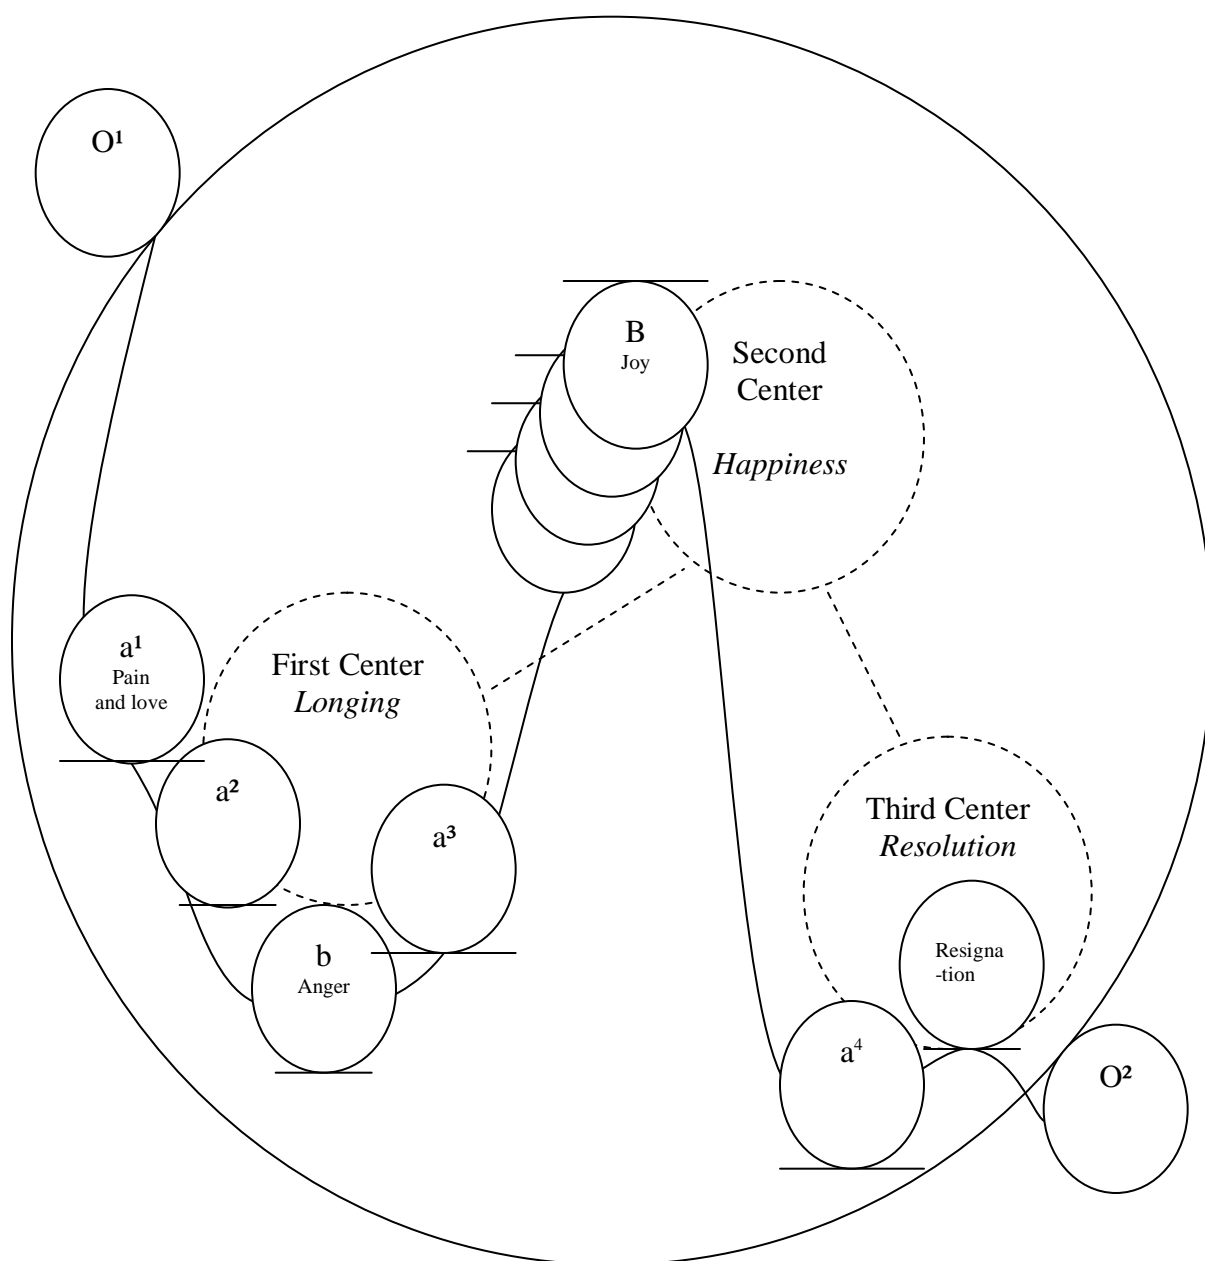 O¹
B
Joy
Second
Center
Happiness
a¹
Pain
and love
First Center
Longing
a²
a³
b
Anger
Third Center
Resolution
Resigna
-tion
a⁴
O²